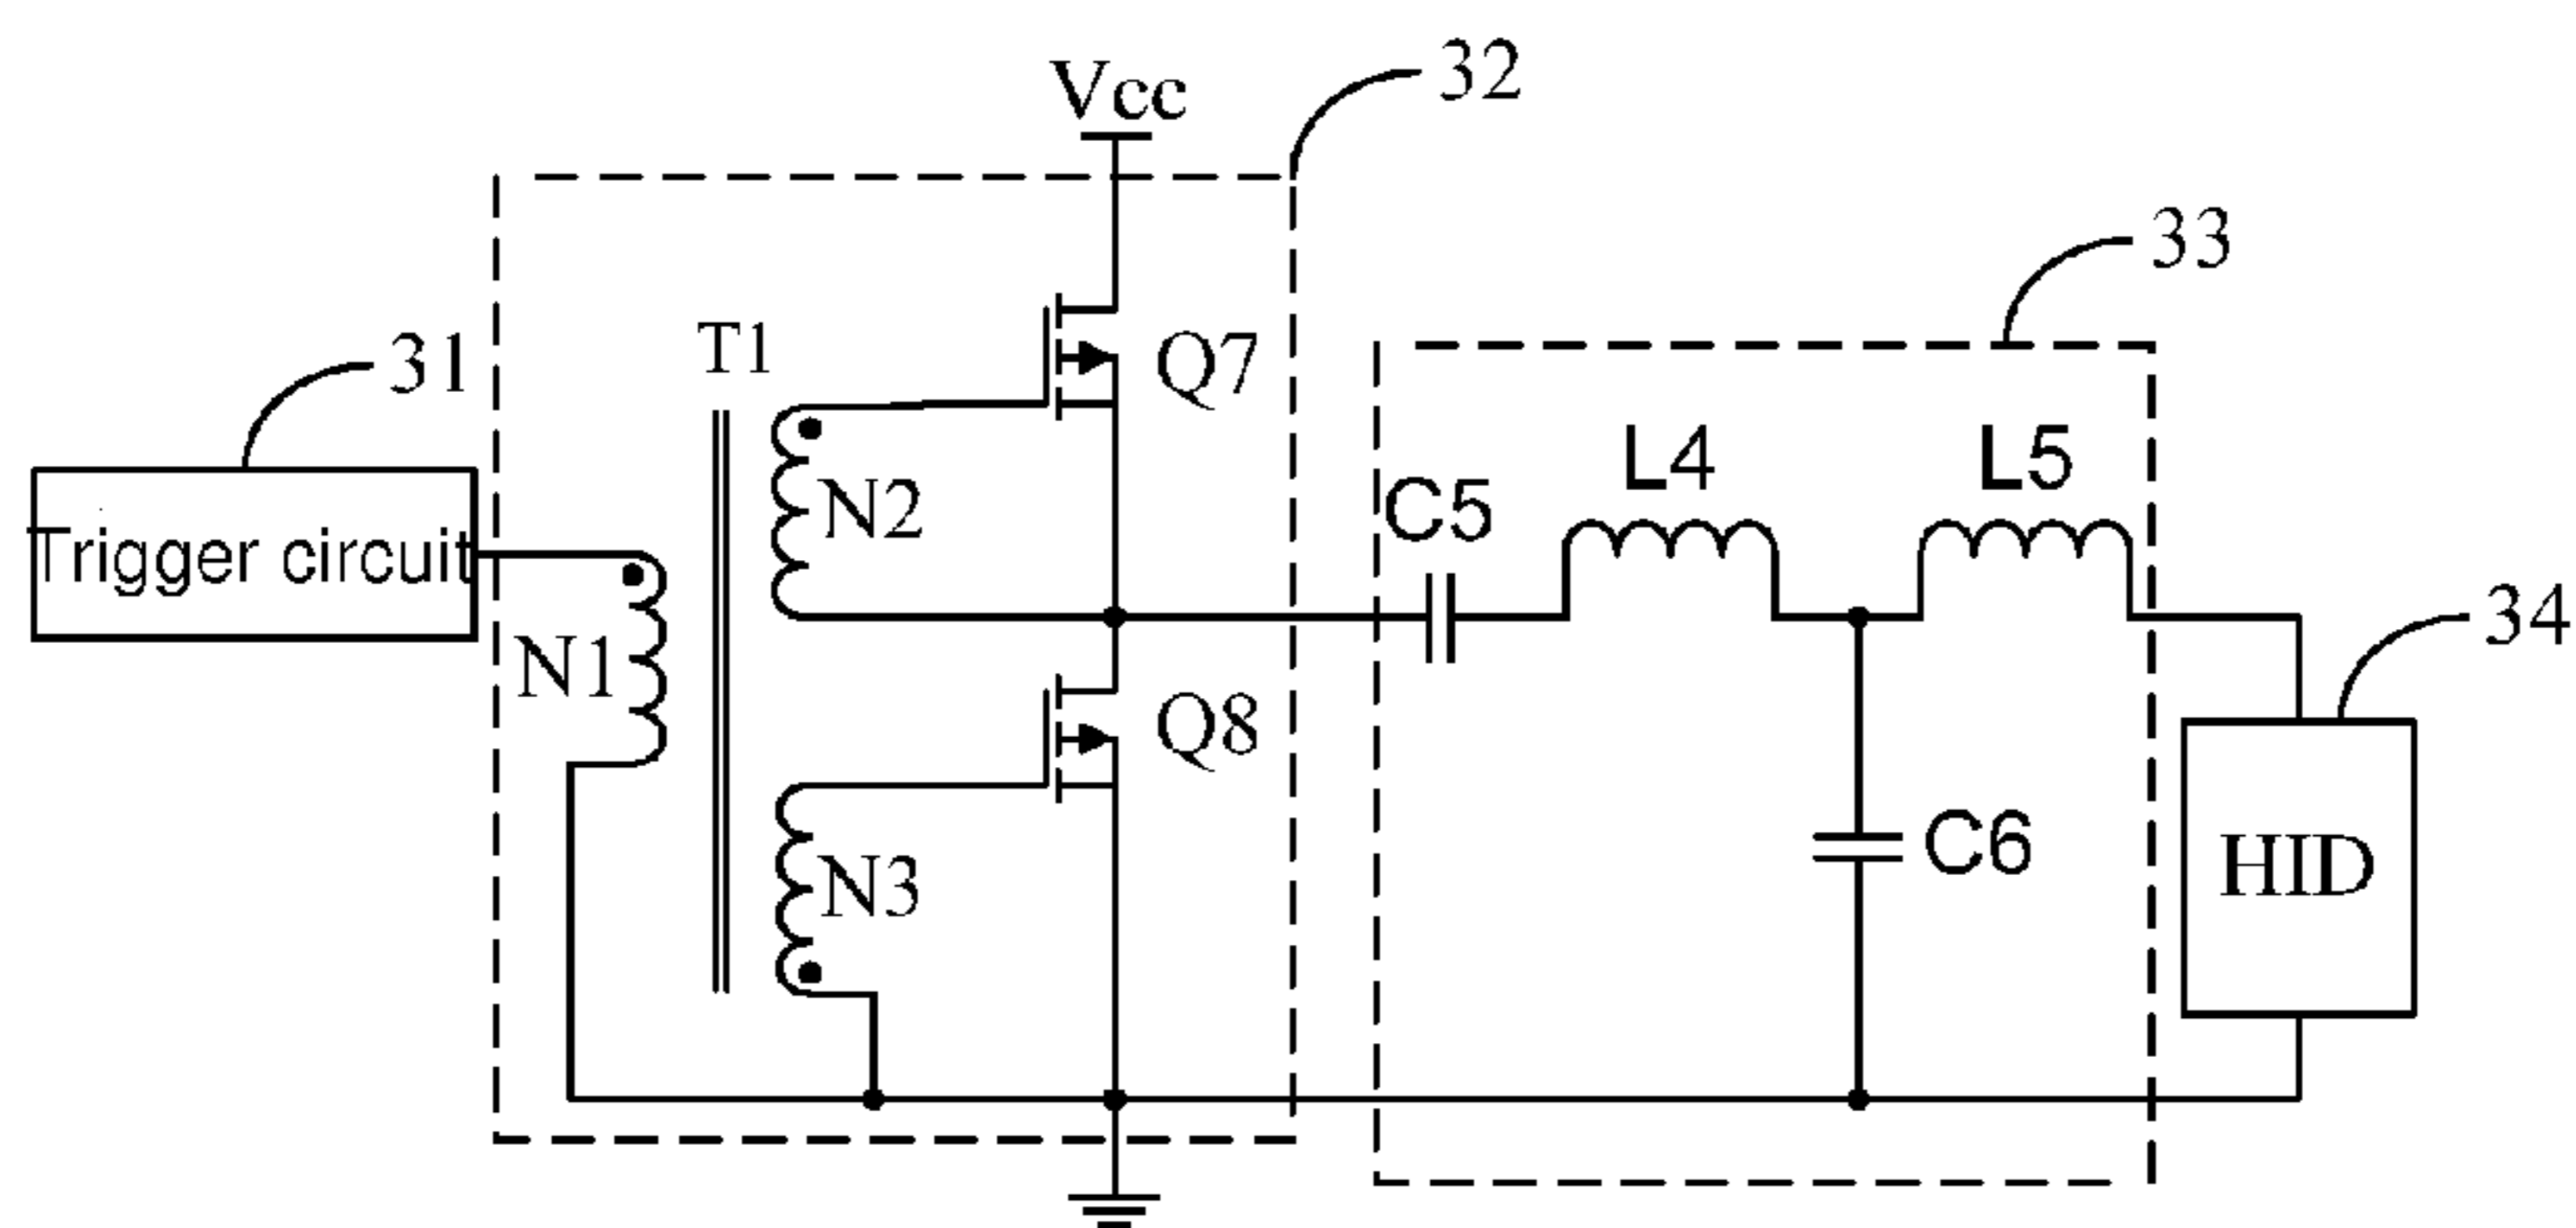 32
Vcc
33
31
T1
Q7
L4
L5
N2
C5
Trigger circuit
34
N1
Q8
C6
N3
HID